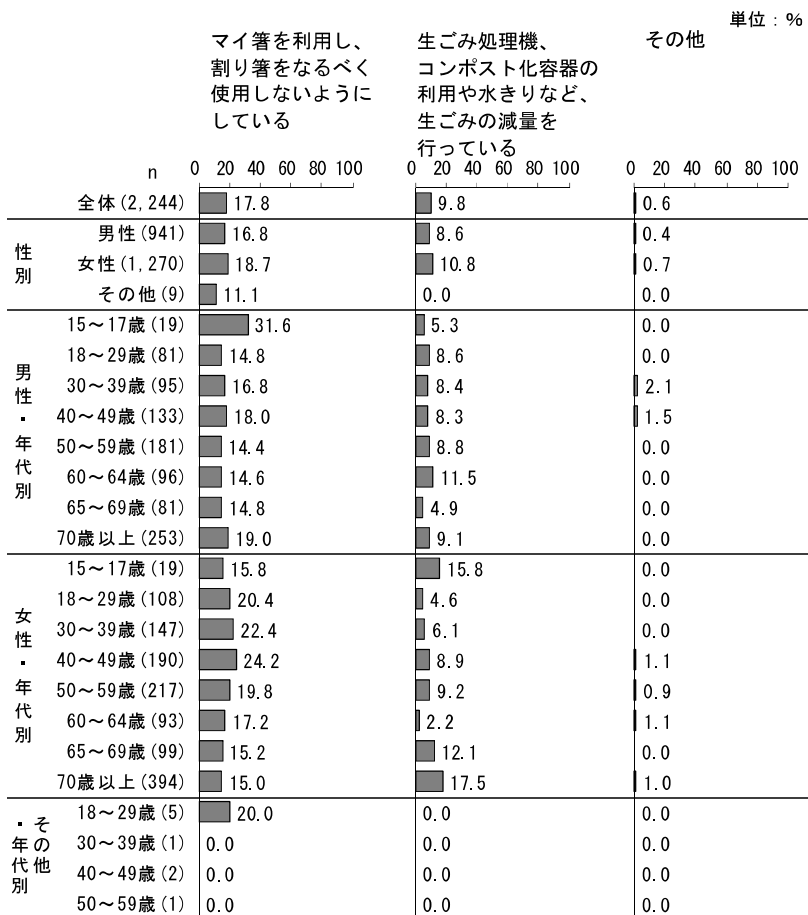 単位：%
マイ箸を利用し、
割り箸をなるべく
使用しないように
している
生ごみ処理機、
コンポスト化容器の
利用や水きりなど、
生ごみの減量を
行っている
その他
n 0 20 40 60 80 100 0 20 40 60 80 100 0 20 40 60 80 100
全体(2,244) 17.8 9.8 0.6
性別
男性(941) 16.8 8.6 0.4
女性(1,270) 18.7 10.8 0.7
その他(9) 11.1 0.0 0.0
男性・年代別
15～17歳(19) 31.6 5.3 0.0
18～29歳(81) 14.8 8.6 0.0
30～39歳(95) 16.8 8.4 2.1
40～49歳(133) 18.0 8.3 1.5
50～59歳(181) 14.4 8.8 0.0
60～64歳(96) 14.6 11.5 0.0
65～69歳(81) 14.8 4.9 0.0
70歳以上(253) 19.0 9.1 0.0
女性・年代別
15～17歳(19) 15.8 15.8 0.0
18～29歳(108) 20.4 4.6 0.0
30～39歳(147) 22.4 6.1 0.0
40～49歳(190) 24.2 8.9 1.1
50～59歳(217) 19.8 9.2 0.9
60～64歳(93) 17.2 2.2 1.1
65～69歳(99) 15.2 12.1 0.0
70歳以上(394) 15.0 17.5 1.0
その他
・年代別
18～29歳(5) 20.0 0.0 0.0
30～39歳(1) 0.0 0.0 0.0
40～49歳(2) 0.0 0.0 0.0
50～59歳(1) 0.0 0.0 0.0